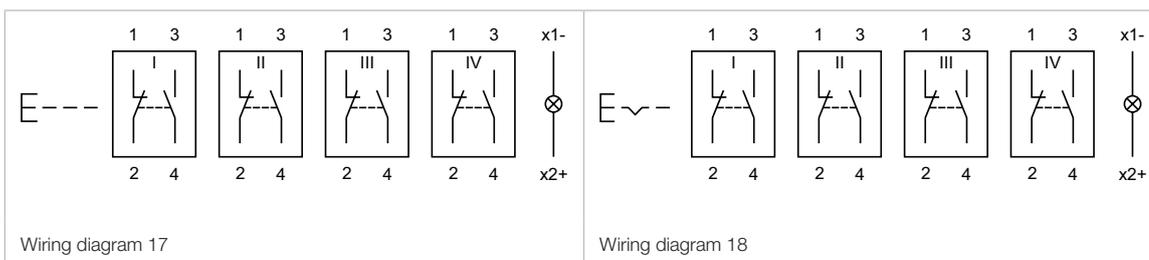 1 3 1 3 1 3 1 3 x1- 1 3 1 3 1 3 1 3 x1-
I II III IV I II III IV
2 4 2 4 2 4 2 4 x2+ 2 4 2 4 2 4 2 4 x2+
Wiring diagram 17 Wiring diagram 18